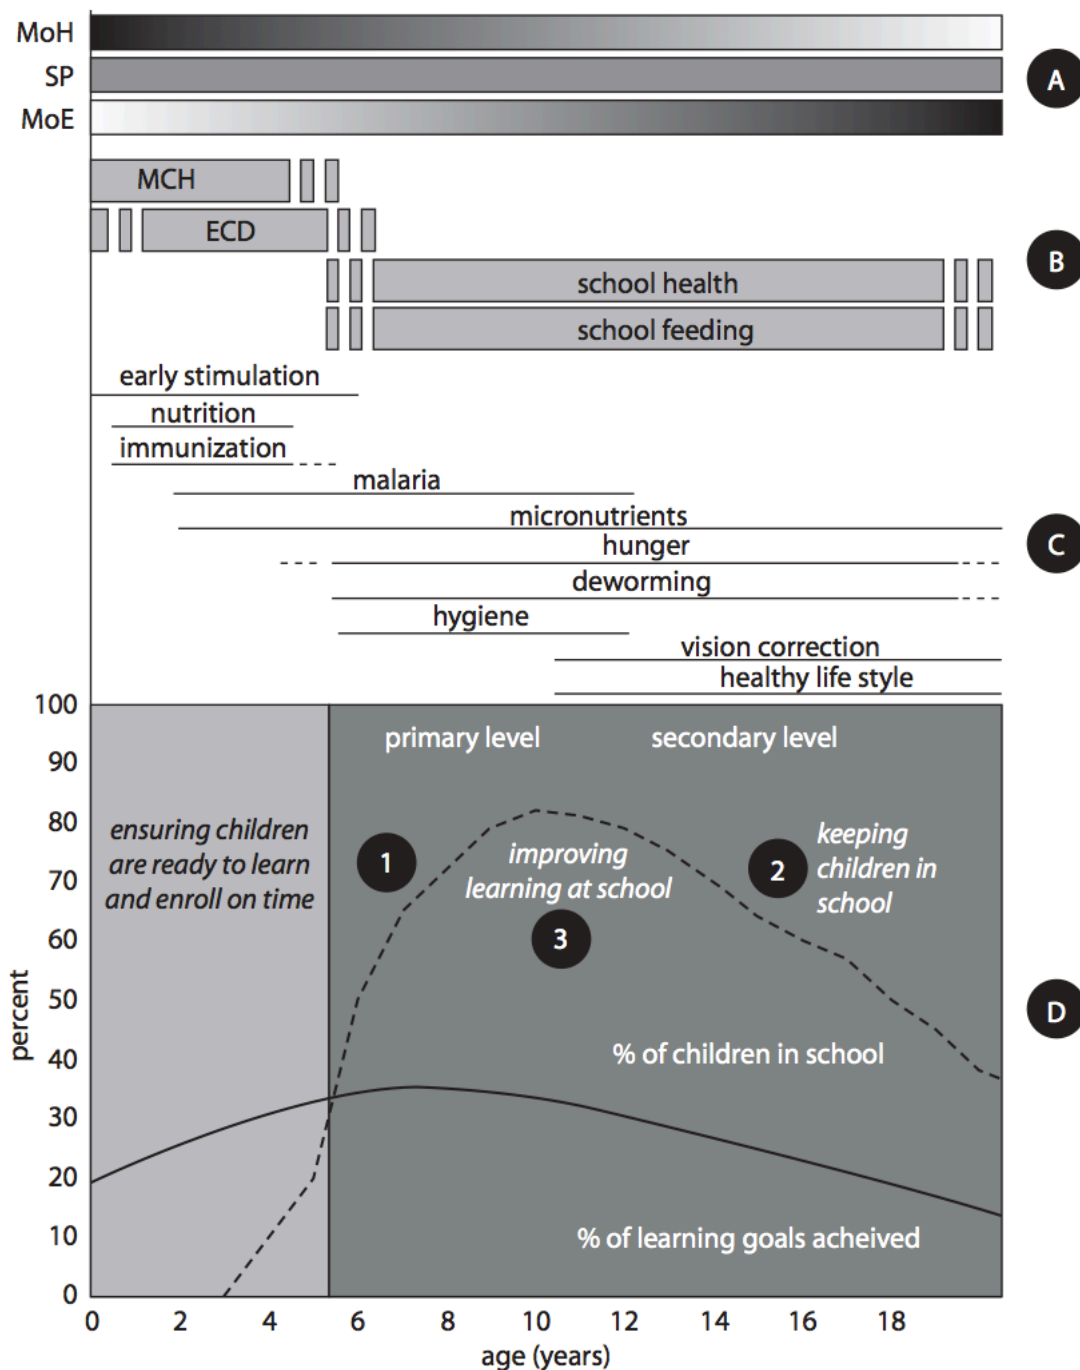 MoH
SP
MoE
A
MCH
ECD
school health
school feeding
B
early stimulation
nutrition
immunization
malaria
micronutrients
hunger
deworming
hygiene
vision correction
healthy life style
C
100
90
80
70
60
50
40
30
20
10
0
percent
primary level
secondary level
ensuring children
are ready to learn
and enroll on time
1
improving
learning at school
3
2
keeping
children in
school
% of children in school
% of learning goals acheived
D
0 2 4 6 8 10 12 14 16 18
age (years)